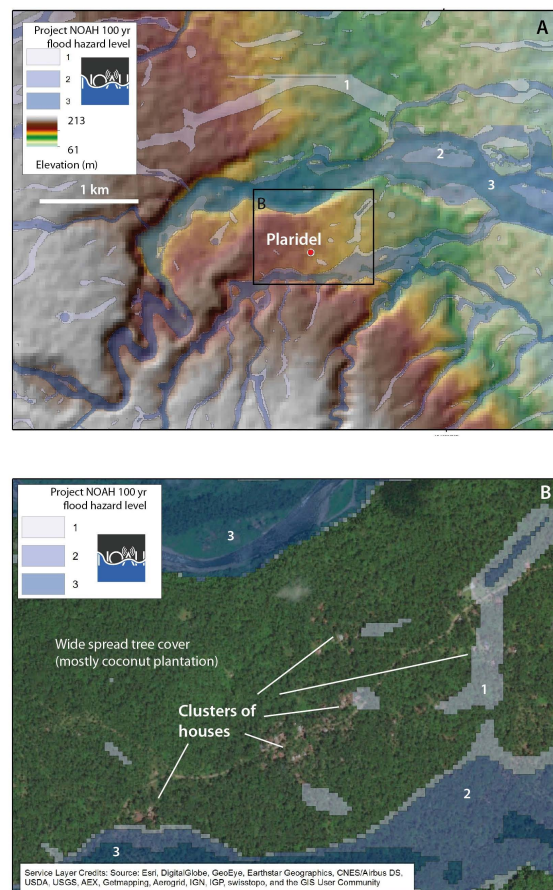 Project NOAH 100 yr
flood hazard level
1
2
3
NOAH
213
61
Elevation (m)
1 km
A
1
2
3
B
Plaridel
Project NOAH 100 yr
flood hazard level
1
2
3
NOAH
B
3
Wide spread tree cover
(mostly coconut plantation)
Clusters of
houses
1
2
3
Service Layer Credits: Source: Esri, DigitalGlobe, GeoEye, Earthstar Geographics, CNES/Airbus DS,
USDA, USGS, AEX, Getmapping, Aerogrid, IGN, IGP, swisstopo, and the GIS User Community